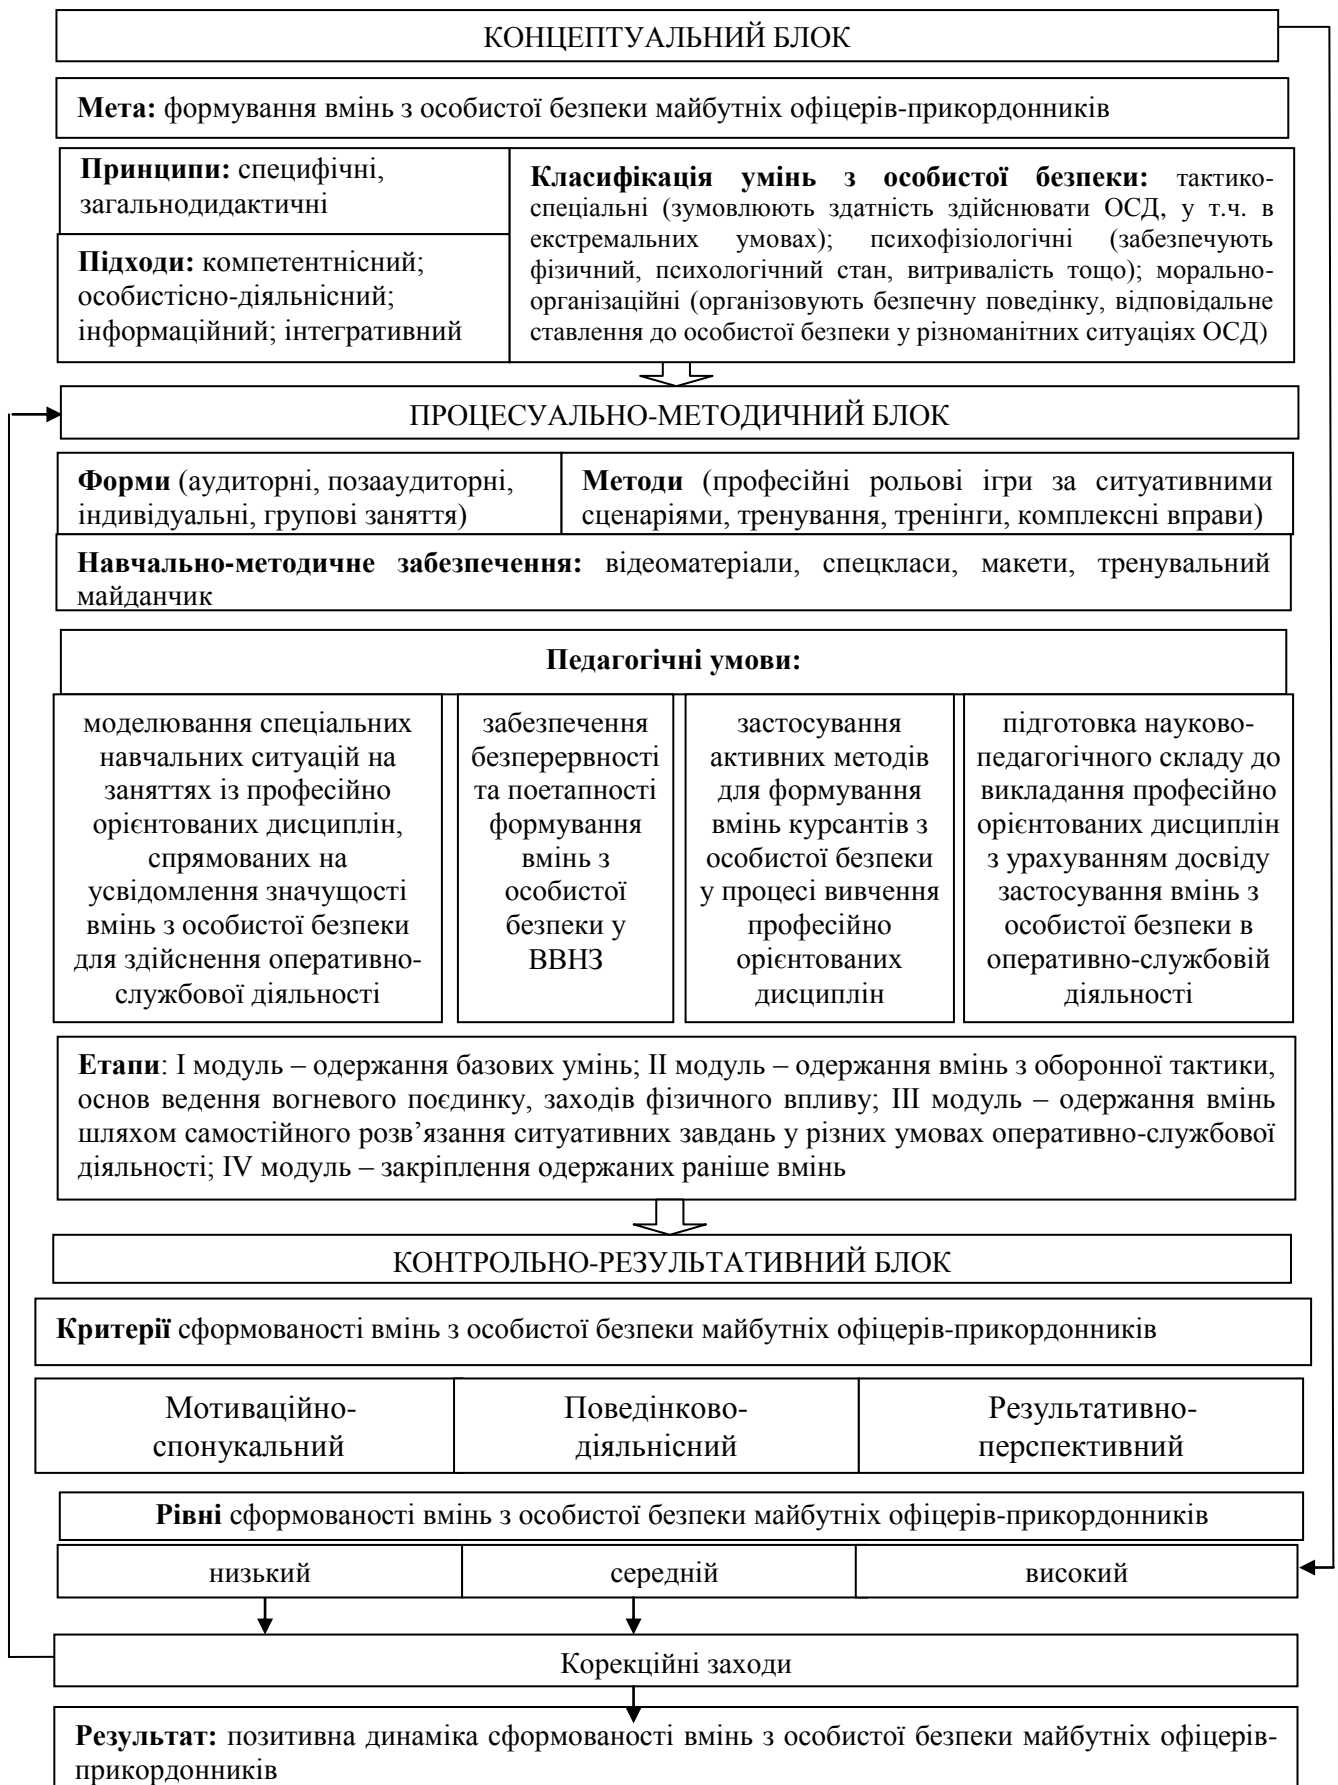 КОНЦЕПТУАЛЬНИЙ БЛОК
Мета: формування вмінь з особистої безпеки майбутніх офіцерів-прикордонників
Принципи: специфічні,
загальнодидактичні
Підходи: компетентнісний;
особистісно-діяльнісний;
інформаційний; інтегративний
Класифікація умінь з особистої безпеки: тактико-
спеціальні (зумовлюють здатність здійснювати ОСД, у т.ч. в
екстремальних умовах); психофізіологічні (забезпечують
фізичний, психологічний стан, витривалість тощо); морально-
організаційні (організовують безпечну поведінку, відповідальне
ставлення до особистої безпеки у різноманітних ситуаціях ОСД)
ПРОЦЕСУАЛЬНО-МЕТОДИЧНИЙ БЛОК
Форми (аудиторні, позааудиторні,
індивідуальні, групові заняття)
Методи (професійні рольові ігри за ситуативними
сценаріями, тренування, тренінги, комплексні вправи)
Навчально-методичне забезпечення: відеоматеріали, спецкласи, макети, тренувальний
майданчик
Педагогічні умови:
моделювання спеціальних
навчальних ситуацій на
заняттях із професійно
орієнтованих дисциплін,
спрямованих на
усвідомлення значущості
вмінь з особистої безпеки
для здійснення оперативно-
службової діяльності
забезпечення
безперервності
та поетапності
формування
вмінь з
особистої
безпеки у
ВВНЗ
застосування
активних методів
для формування
вмінь курсантів з
особистої безпеки
у процесі вивчення
професійно
орієнтованих
дисциплін
підготовка науково-
педагогічного складу до
викладання професійно
орієнтованих дисциплін
з урахуванням досвіду
застосування вмінь з
особистої безпеки в
оперативно-службовій
діяльності
Етапи: І модуль – одержання базових умінь; ІІ модуль – одержання вмінь з оборонної тактики,
основ ведення вогневого поєдинку, заходів фізичного впливу; ІІІ модуль – одержання вмінь
шляхом самостійного розв’язання ситуативних завдань у різних умовах оперативно-службової
діяльності; IV модуль – закріплення одержаних раніше вмінь
КОНТРОЛЬНО-РЕЗУЛЬТАТИВНИЙ БЛОК
Критерії сформованості вмінь з особистої безпеки майбутніх офіцерів-прикордонників
Мотиваційно-
спонукальний
Поведінково-
діяльнісний
Результативно-
перспективний
Рівні сформованості вмінь з особистої безпеки майбутніх офіцерів-прикордонників
низький
середній
високий
Корекційні заходи
Результат: позитивна динаміка сформованості вмінь з особистої безпеки майбутніх офіцерів-
прикордонників